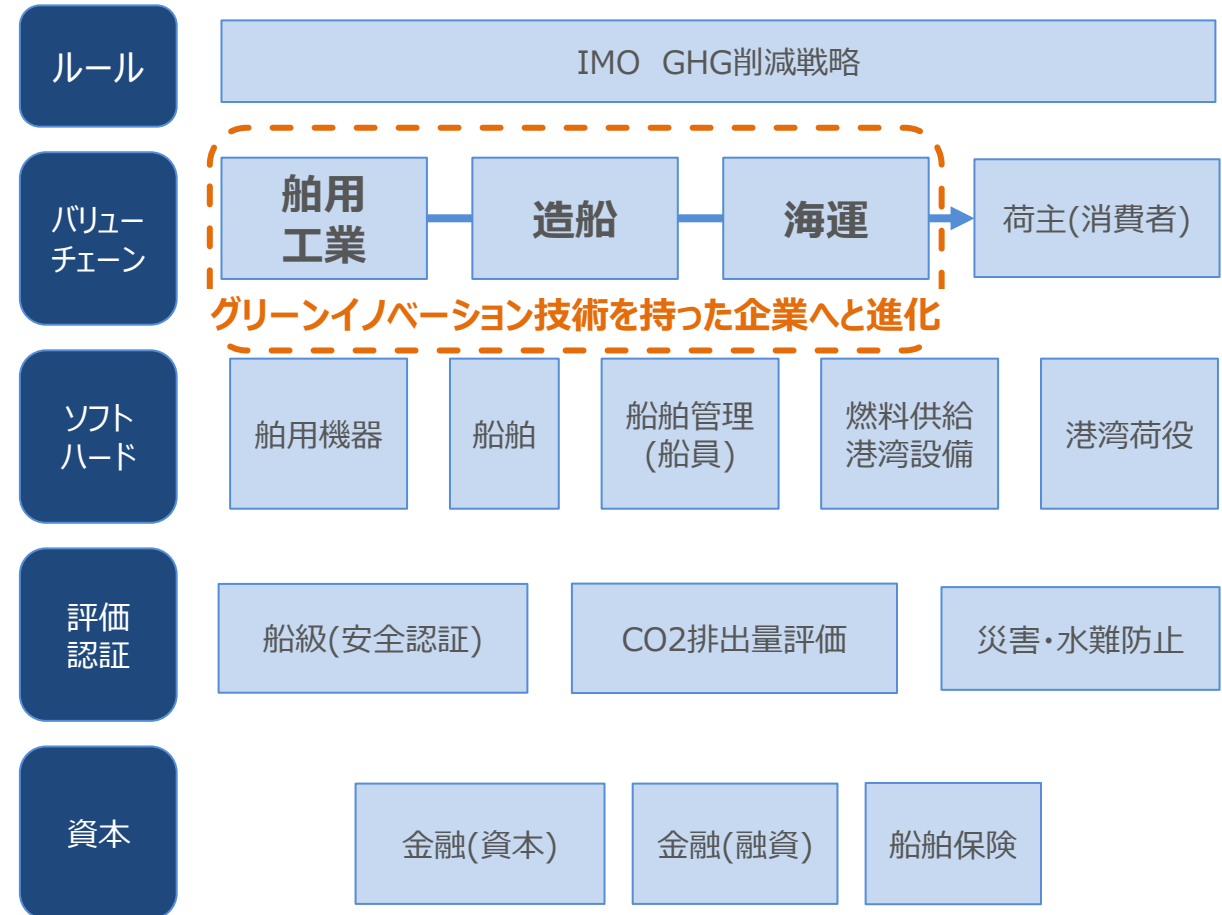 ルール
IMO GHG削減戦略
バリュー
チェーン
舶用
工業
造船
海運
荷主(消費者)
グリーンイノベーション技術を持った企業へと進化
ソフト
ハード
舶用機器
船舶
船舶管理
(船員)
燃料供給
港湾設備
港湾荷役
評価
認証
船級(安全認証)
CO2排出量評価
災害・水難防止
資本
金融(資本)
金融(融資)
船舶保険